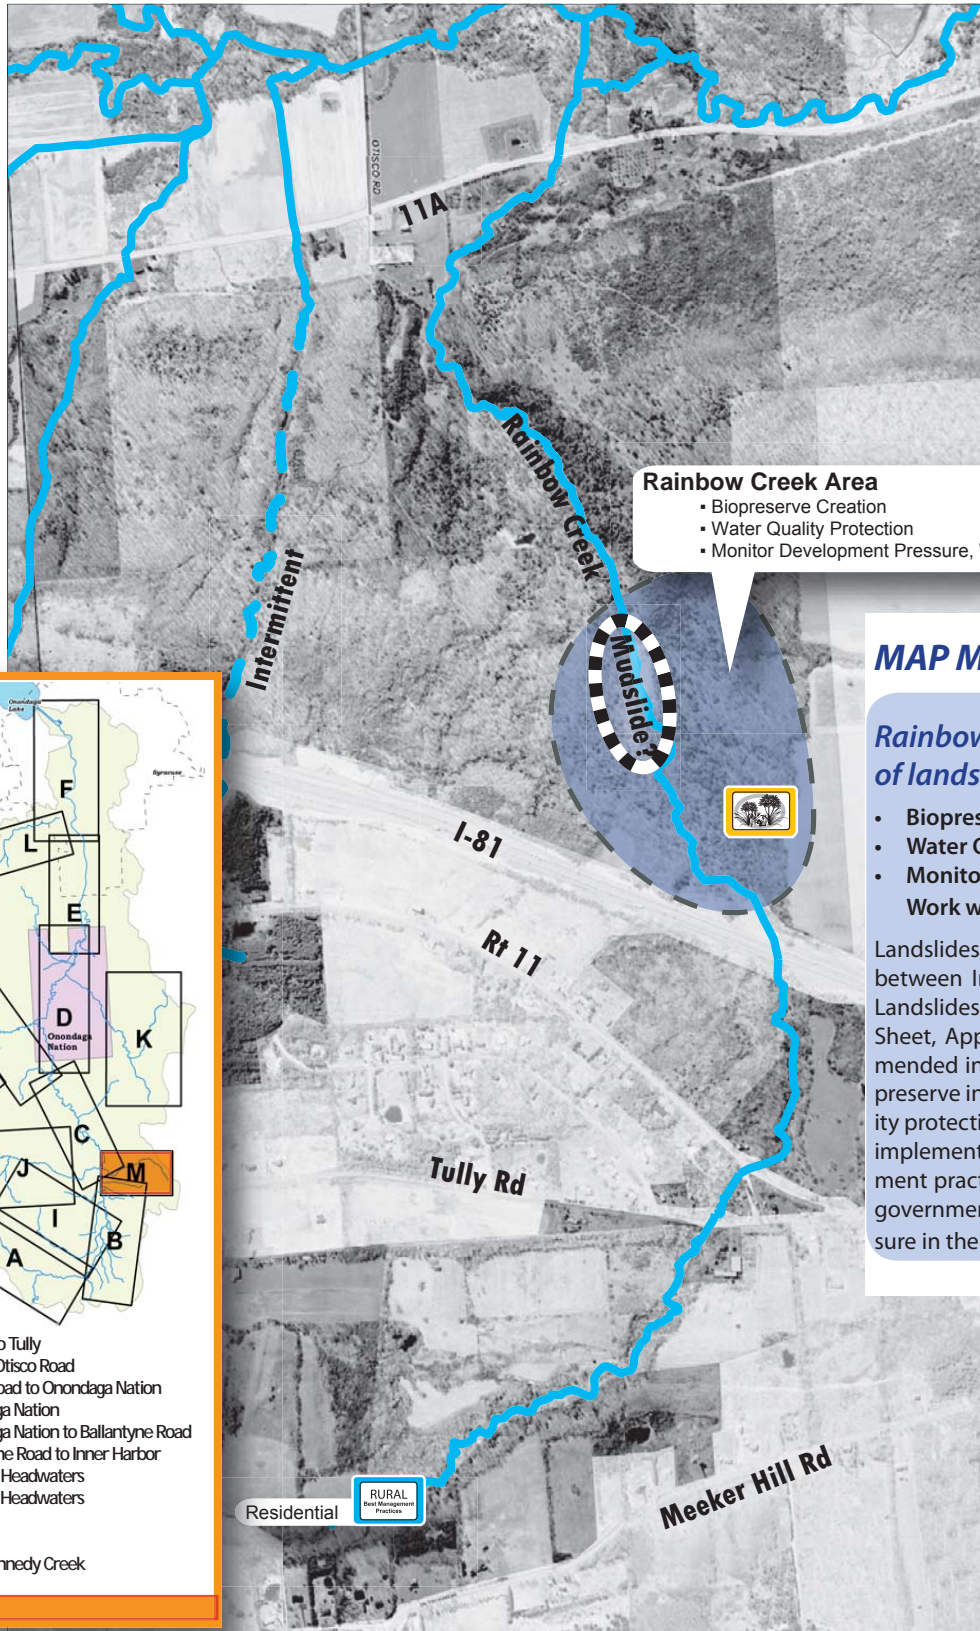 OTISCO RD
11A
Rainbow Creek
Rainbow Creek Area
▪ Biopreserve Creation
▪ Water Quality Protection
▪ Monitor Development Pressure,
Intermittent
Mudslide?
I-81
Rt 11
Tully Rd
Meeker Hill Rd
Residential
RURAL
Best Management
Practices
MAP M
Rainbow
of lands
• Biopres
• Water Q
• Monito
Work w
Landslides
between I
Landslides
Sheet, App
mended in
preserve in
ity protecti
implement
ment pract
governmen
sure in the
Onondaga
Lake
Syracuse
F
L
E
D
Onondaga
Nation
K
C
J
M
I
B
A
o Tully
Otisco Road
oad to Onondaga Nation
ga Nation
ga Nation to Ballantyne Road
ne Road to Inner Harbor
Headwaters
Headwaters
nnedy Creek